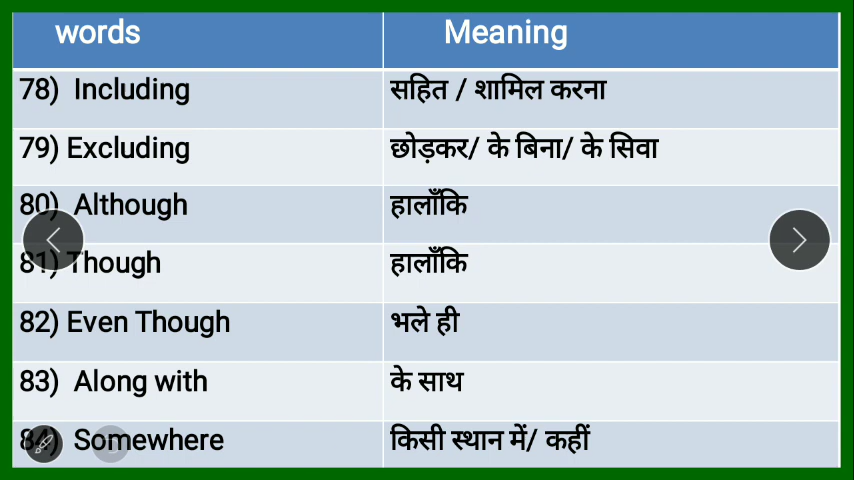 words Meaning
78) Including सहित / शामिल करना
79) Excluding छोड़कर/ के बिना/ के सिवा
80) Although हालाँकि
81) Though हालाँकि
82) Even Though भले ही
83) Along with के साथ
84) Somewhere किसी स्थान में/ कहीं